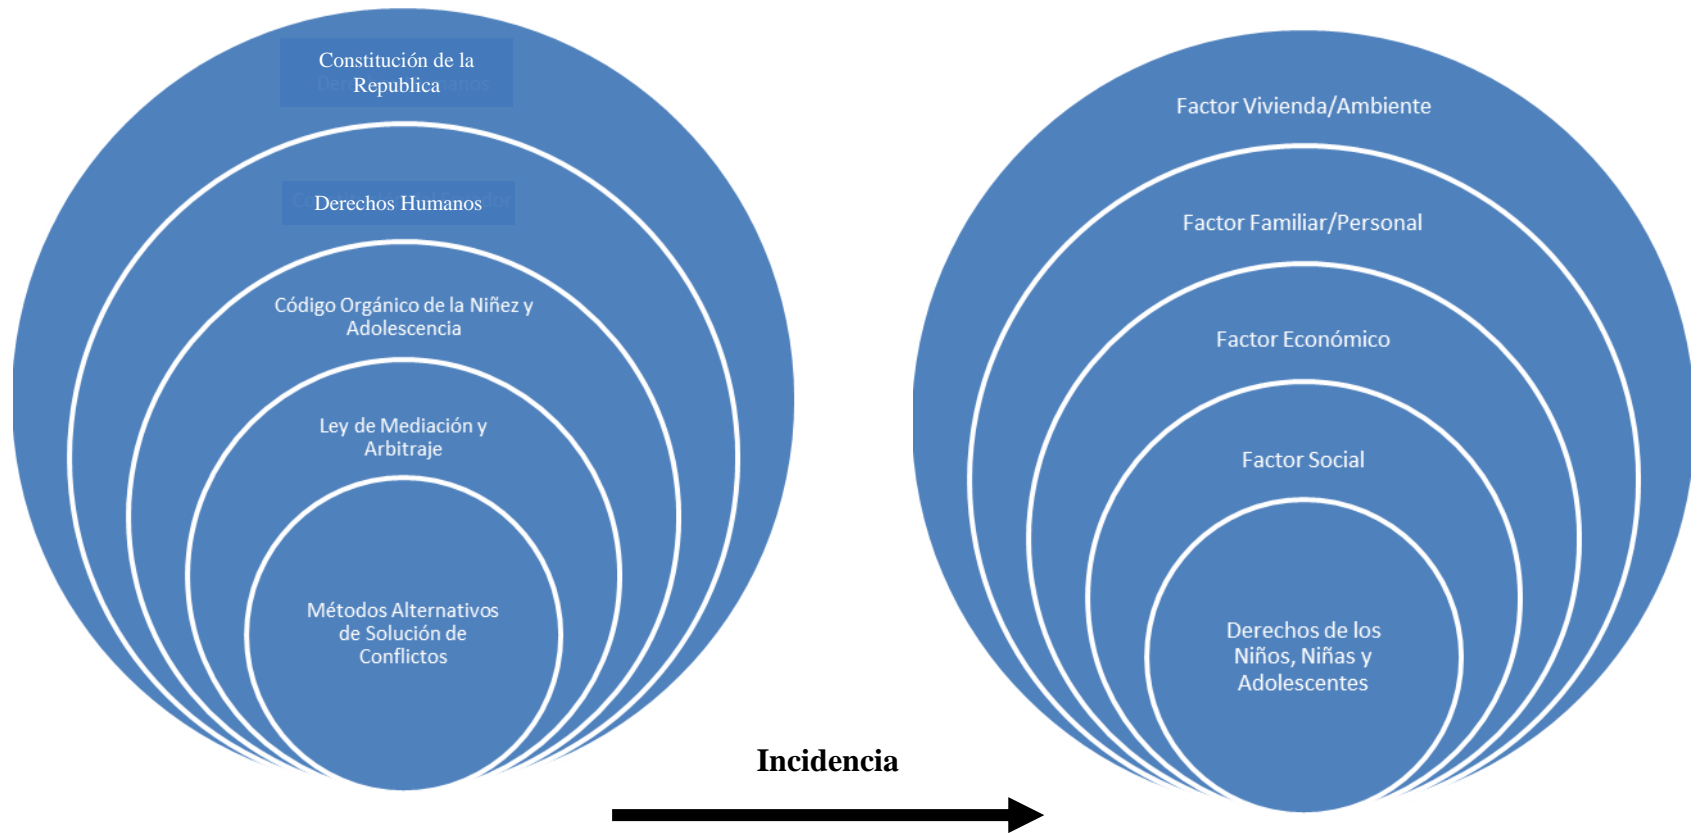 Constitución de la
Republica
Derechos Humanos
Código Orgánico de la Niñez y
Adolescencia
Ley de Mediación y
Arbitraje
Métodos Alternativos
de Solución de
Conflictos
Factor Vivienda/Ambiente
Factor Familiar/Personal
Factor Económico
Factor Social
Derechos de los
Niños, Niñas y
Adolescentes
Incidencia